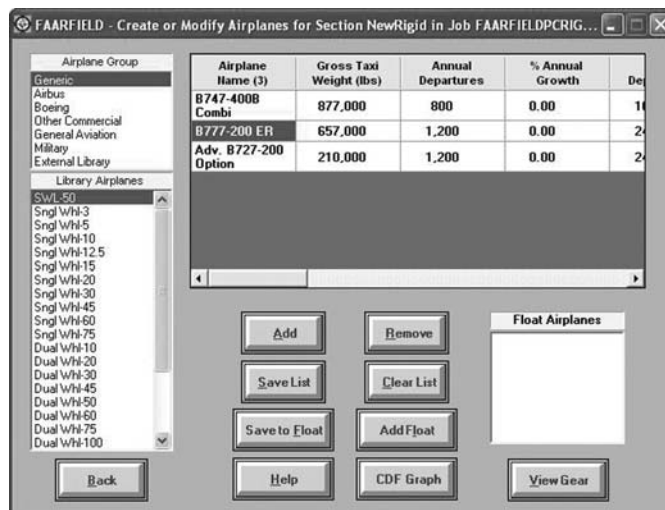 FAARFIELD - Create or Modify Airplanes for Section NewRigid in Job FAARFIELDPCRIG...
Airplane Group
Generic
Airbus
Boeing
Other Commercial
General Aviation
Military
External Library
Library Airplanes
SWL-50
Sngl Whl-3
Sngl Whl-5
Sngl Whl-10
Sngl Whl-12.5
Sngl Whl-15
Sngl Whl-20
Sngl Whl-30
Sngl Whl-45
Sngl Whl-60
Sngl Whl-75
Dual Whl-10
Dual Whl-20
Dual Whl-30
Dual Whl-45
Dual Whl-50
Dual Whl-60
Dual Whl-75
Dual Whl-100
Airplane Gross Taxi Annual % Annual
Name (3) Weight (lbs) Departures Growth
B747-400B
Combi 877,000 800 0.00
B777-200 ER 657,000 1,200 0.00
Adv. B727-200
Option 210,000 1,200 0.00
Add Remove
Save List Clear List
Save to Float Add Float
Help CDF Graph
Float Airplanes
Back
View Gear